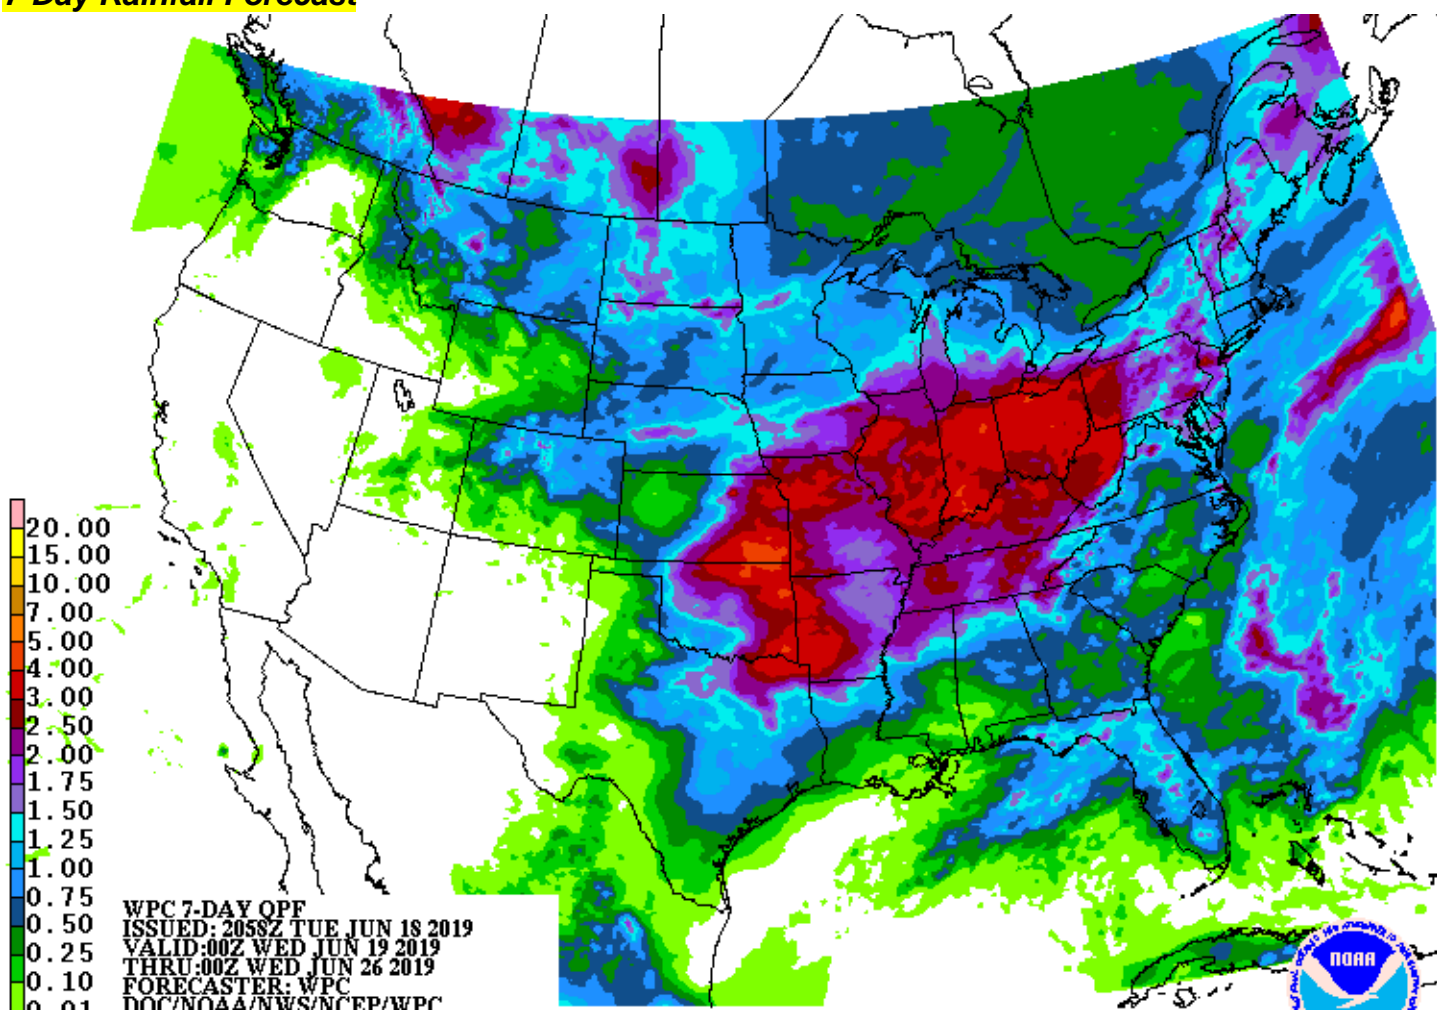 7-Day Rainfall Forecast
20.00
15.00
10.00
7.00
5.00
4.00
3.00
2.50
2.00
1.75
1.50
1.25
1.00
0.75
0.50
0.25
0.10
0.01
WPC 7-DAY QPF
ISSUED: 2058Z TUE JUN 18 2019
VALID:00Z WED JUN 19 2019
THRU:00Z WED JUN 26 2019
FORECASTER: WPC
DOC/NOAA/NWS/NCEP/WPC
NOAA